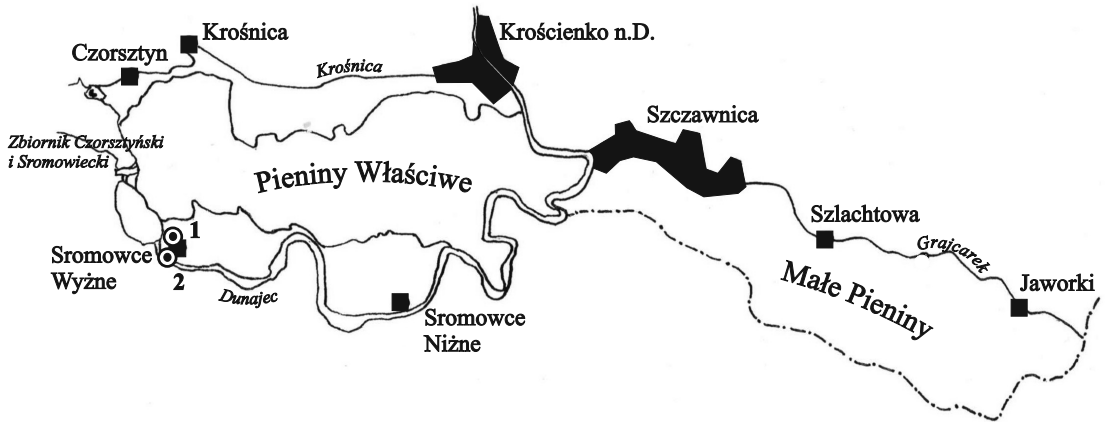 Krośnica
Krościenko n.D.
Czorsztyn
Krośnica
Szczawnica
Zbiornik Czorsztyński
i Sromowiecki
Pieniny Właściwe
Szlachtowa
1
Grajcarek
Sromowce
Wyżne
2
Dunajec
Małe Pieniny
Jaworki
Sromowce
Niżne